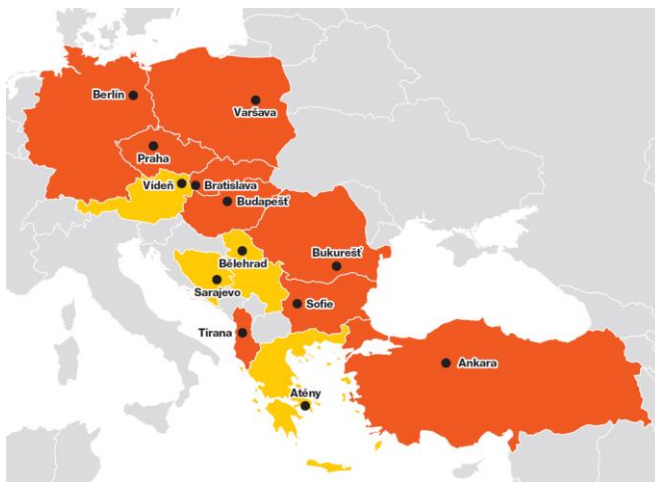 Berlín
Varšava
Praha
Vídeň
Bratislava
Budapešť
Bukurešť
Bělehrad
Sarajevo
Sofie
Tirana
Ankara
Atény